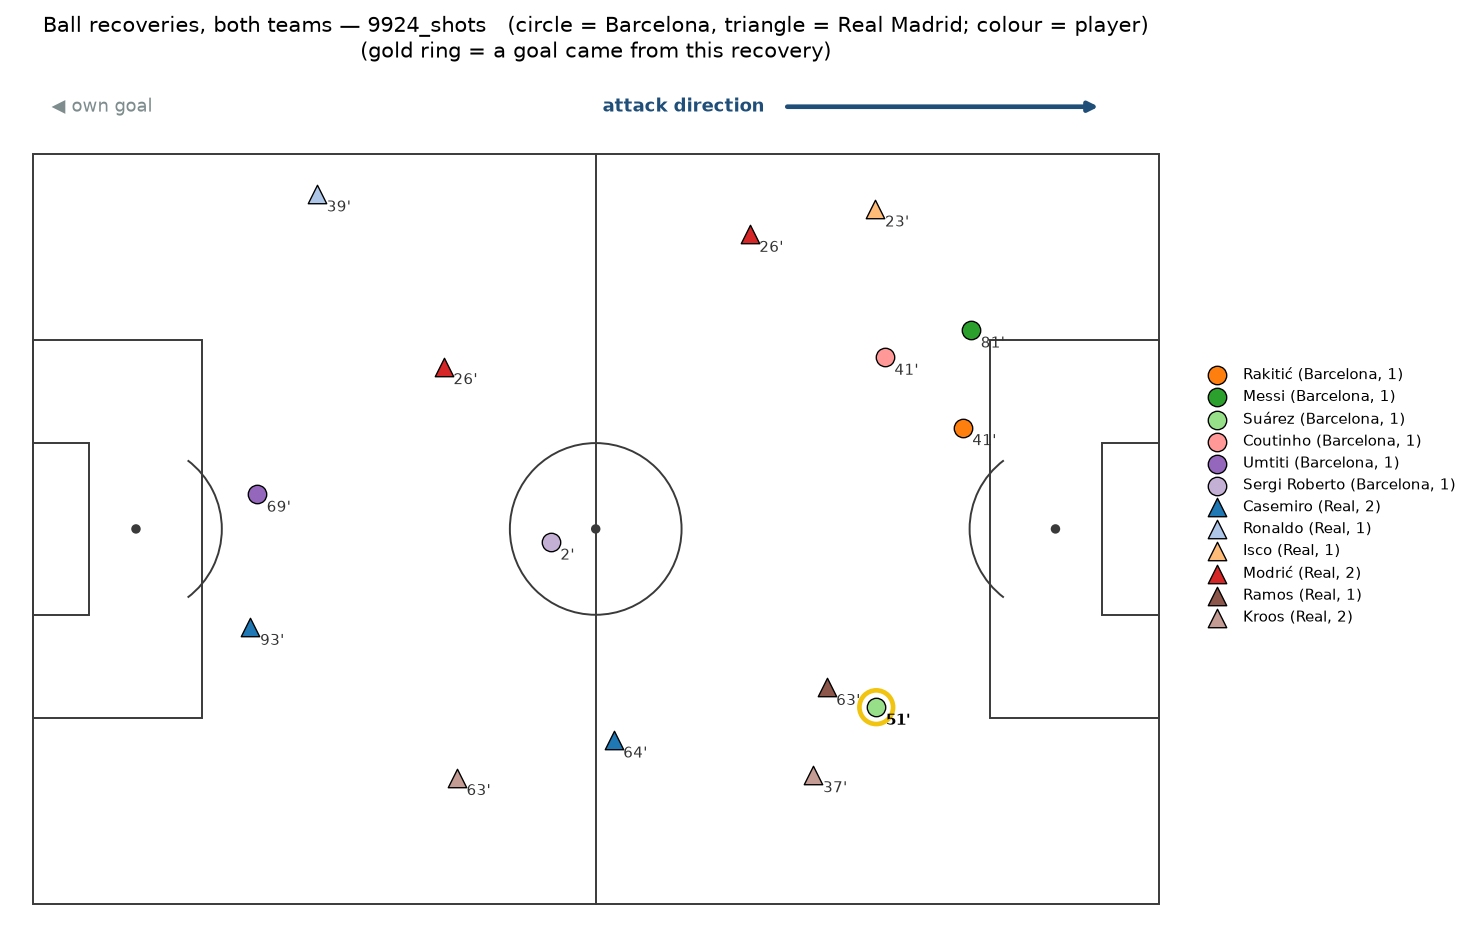 Ball recoveries, both teams — 9924_shots   (circle = Barcelona, triangle = Real Madrid; colour = player)
(gold ring = a goal came from this recovery)
◄ own goal
attack direction
39'
23'
26'
81'
41'
26'
41'
69'
2'
93'
63'
51'
64'
63'
37'
Rakitić (Barcelona, 1)
Messi (Barcelona, 1)
Suárez (Barcelona, 1)
Coutinho (Barcelona, 1)
Umtiti (Barcelona, 1)
Sergi Roberto (Barcelona, 1)
Casemiro (Real, 2)
Ronaldo (Real, 1)
Isco (Real, 1)
Modrić (Real, 2)
Ramos (Real, 1)
Kroos (Real, 2)